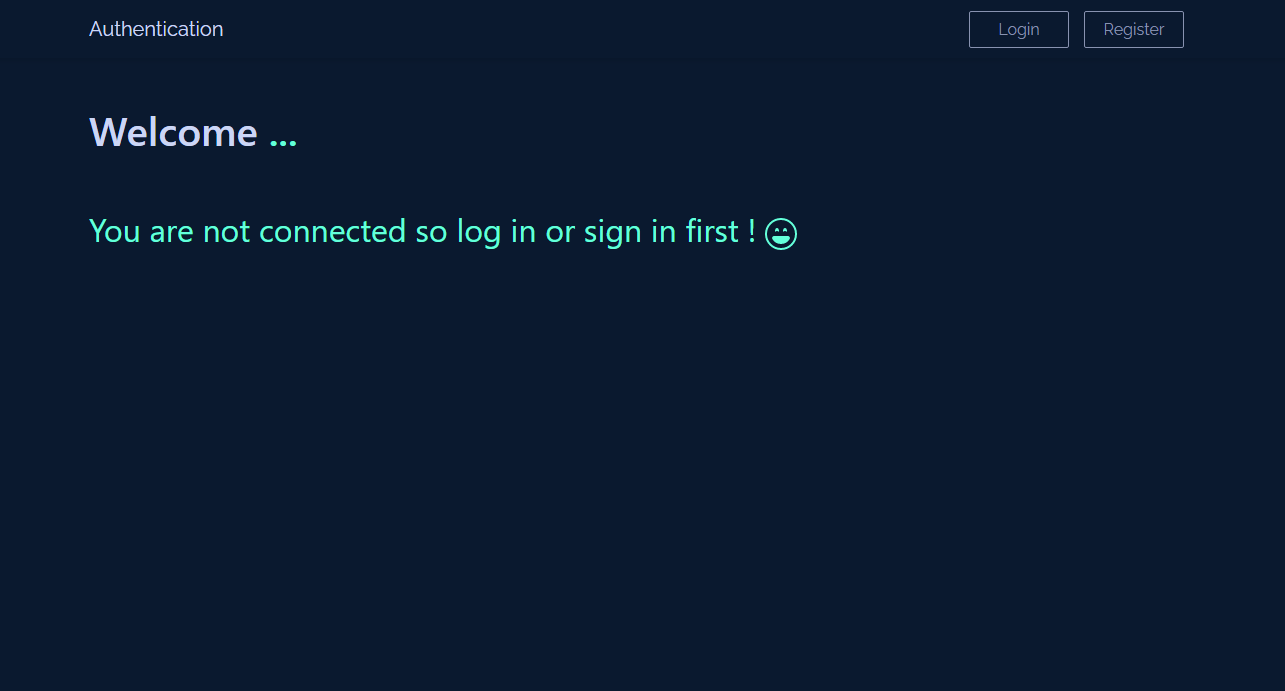 Authentication
Login
Register
Welcome ...
You are not connected so log in or sign in first !